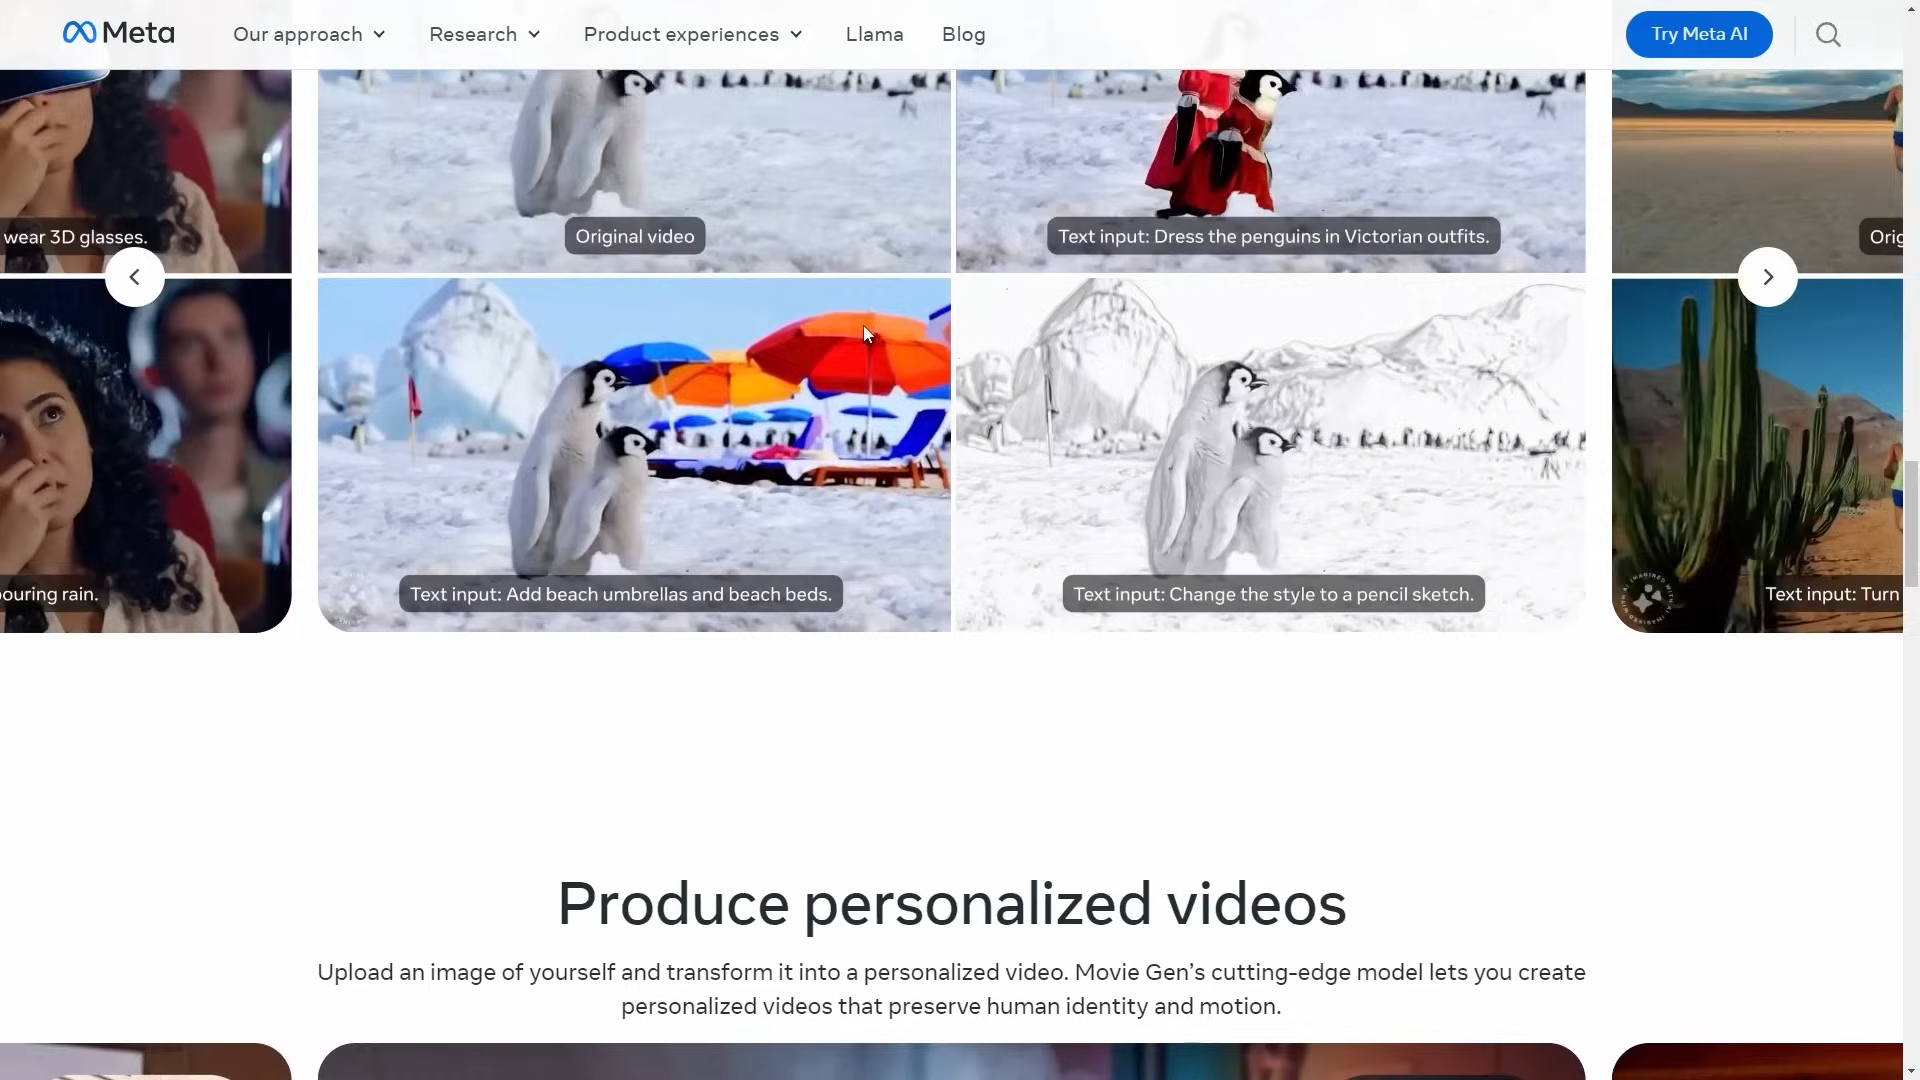 Meta
Our approach
Research
Product experiences
Llama
Blog
Try Meta AI
wear 3D glasses.
Original video
Text input: Dress the penguins in Victorian outfits.
Orig
ouring rain.
Text input: Add beach umbrellas and beach beds.
Text input: Change the style to a pencil sketch.
IMAGINED WITH AI
Text input: Turn
Produce personalized videos
Upload an image of yourself and transform it into a personalized video. Movie Gen’s cutting-edge model lets you create
personalized videos that preserve human identity and motion.